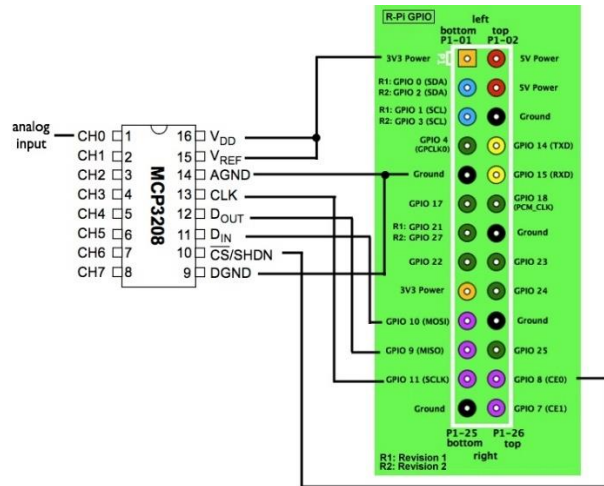 R-Pi GPIO
left
bottom top
P1-01 P1-02
3V3 Power
5V Power
R1: GPIO 0 (SDA)
R2: GPIO 2 (SDA)
5V Power
R1: GPIO 1 (SCL)
R2: GPIO 3 (SCL)
Ground
GPIO 4
(GPCLK0)
GPIO 14 (TXD)
Ground
GPIO 15 (RXD)
GPIO 17
GPIO 18
(PCM_CLK)
R1: GPIO 21
R2: GPIO 27
Ground
GPIO 22
GPIO 23
3V3 Power
GPIO 24
GPIO 10 (MOSI)
Ground
GPIO 9 (MISO)
GPIO 25
GPIO 11 (SCLK)
GPIO 8 (CE0)
Ground
GPIO 7 (CE1)
P1-25 P1-26
bottom top
right
R1: Revision 1
R2: Revision 2
analog
input
MCP3208
CH0 1 16 VDD
CH1 2 15 VREF
CH2 3 14 AGND
CH3 4 13 CLK
CH4 5 12 DOUT
CH5 6 11 DIN
CH6 7 10 CS/SHDN
CH7 8 9 DGND